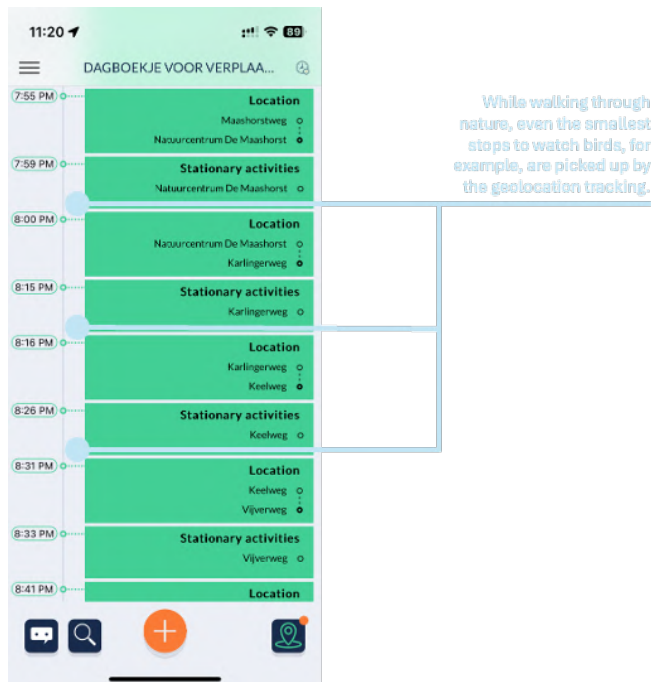 11:20
89
DAGBOEKJE VOOR VERPLAA...
7:55 PM
Location
Maashorstweg
Natuurcentrum De Maashorst
7:59 PM
Stationary activities
Natuurcentrum De Maashorst
8:00 PM
Location
Natuurcentrum De Maashorst
Karlingerweg
8:15 PM
Stationary activities
Karlingerweg
8:16 PM
Location
Karlingerweg
Keelweg
8:26 PM
Stationary activities
Keelweg
8:31 PM
Location
Keelweg
Vijverweg
8:33 PM
Stationary activities
Vijverweg
8:41 PM
Location
While walking through
nature, even the smallest
stops to watch birds, for
example, are picked up by
the geolocation tracking.